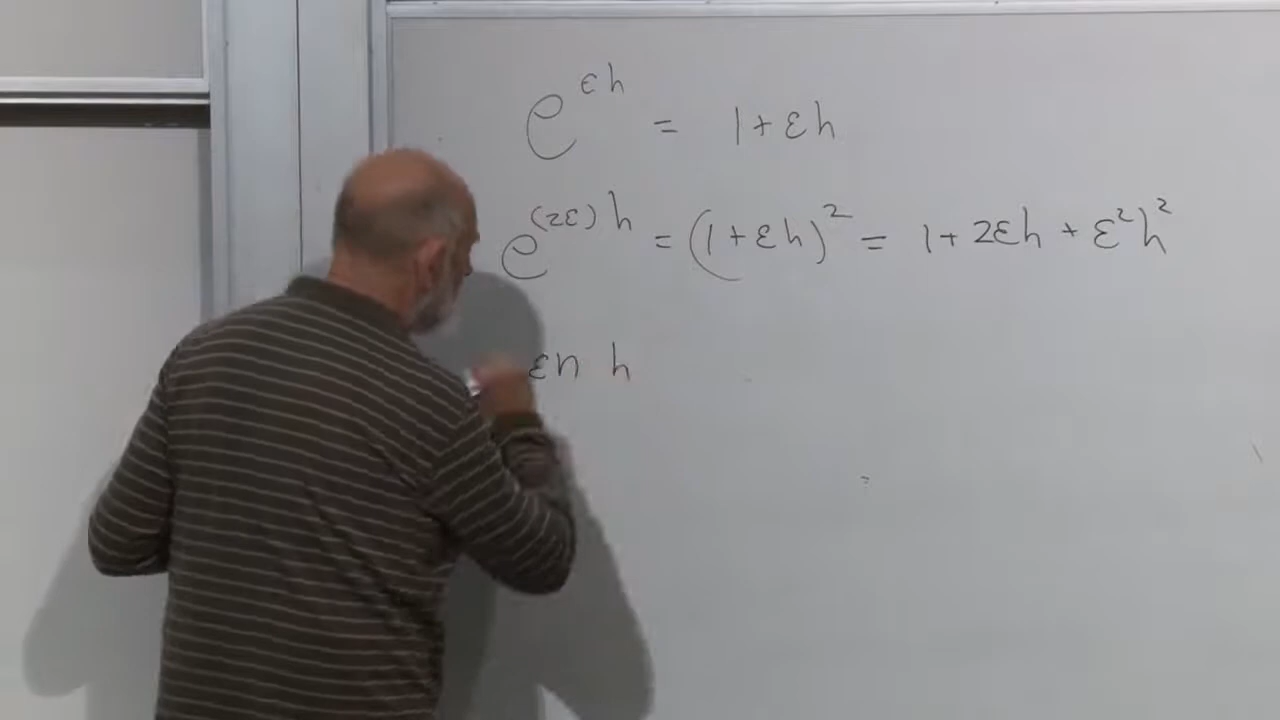 e^{εh} = 1 + εh
e^{(2ε)h} = (1 + εh)^2 = 1 + 2εh + ε^2h^2
εn h